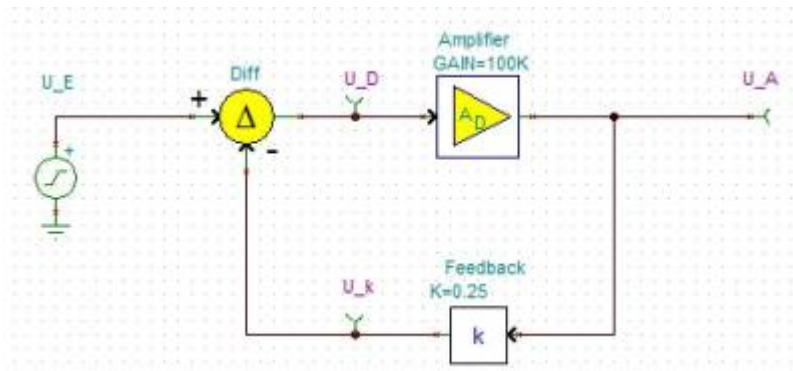 Amplifier
GAIN=100K
U_E
Diff
U_D
U_A
+
Δ
A_D
+
-
Feedback
K=0.25
U_k
k